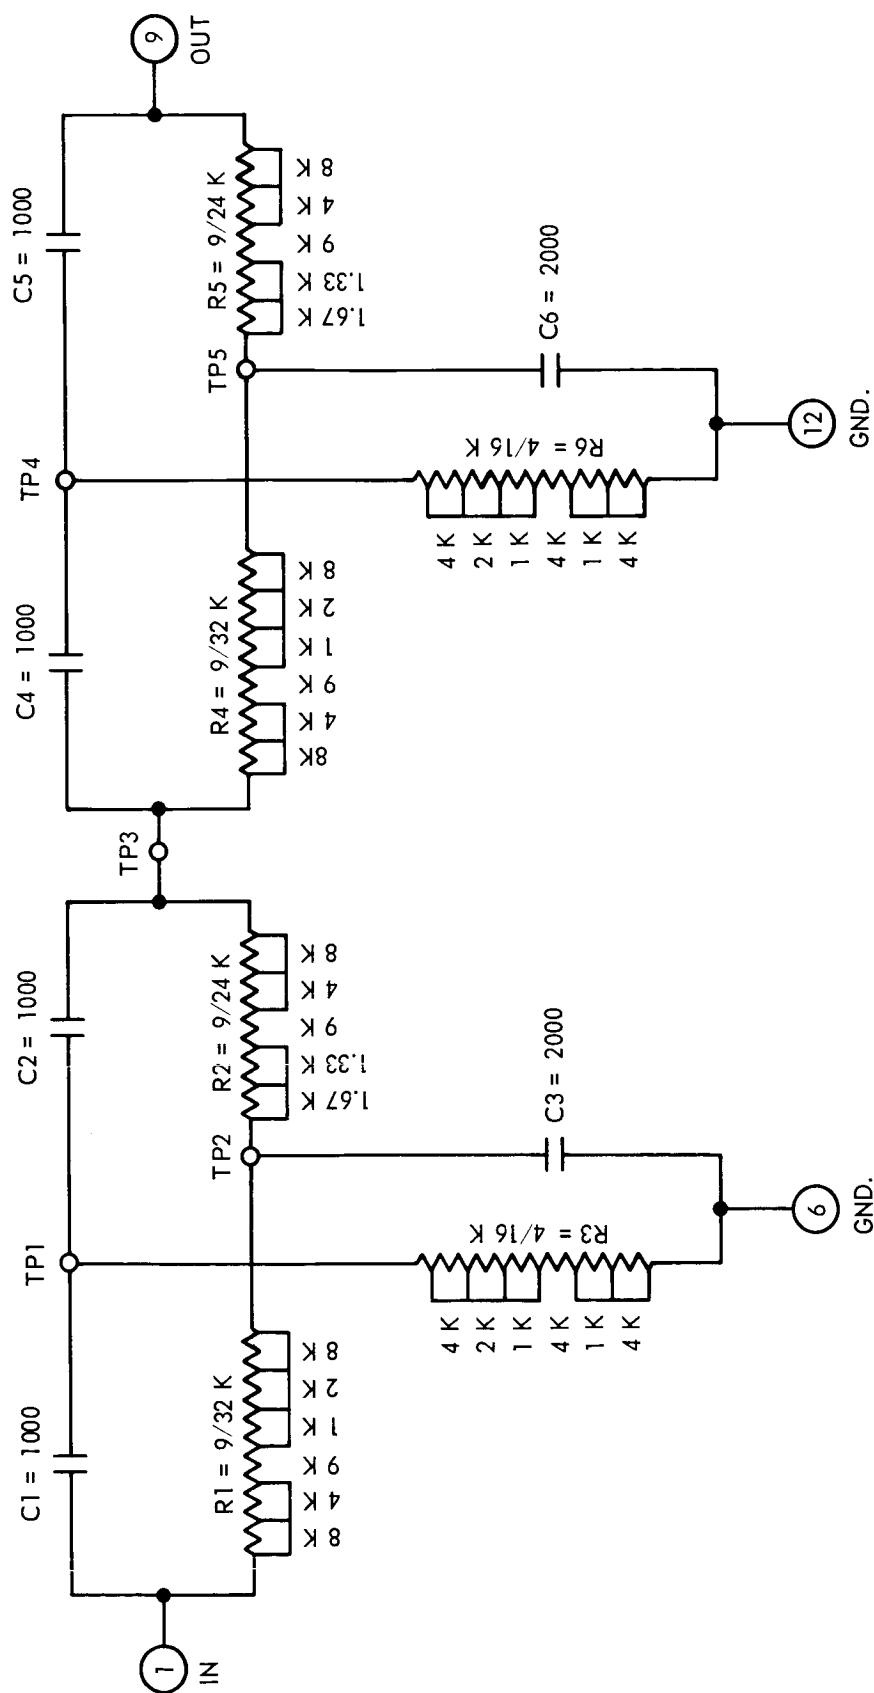 1
IN
C1 = 1000
R1 = 9/32 K
8 K
4 K
9 K
1 K
2 K
8 K
TP1
TP2
4 K
2 K
1 K
4 K
1 K
4 K
R3 = 4/16 K
C3 = 2000
6
GND.
C2 = 1000
R2 = 9/24 K
1.67 K
1.33 K
9 K
4 K
8 K
TP3
C4 = 1000
R4 = 9/32 K
8K
4 K
9 K
1 K
2 K
8 K
TP4
TP5
4 K
2 K
1 K
4 K
1 K
4 K
R6 = 4/16 K
C6 = 2000
12
GND.
C5 = 1000
R5 = 9/24 K
1.67 K
1.33 K
9 K
4 K
8 K
9
OUT